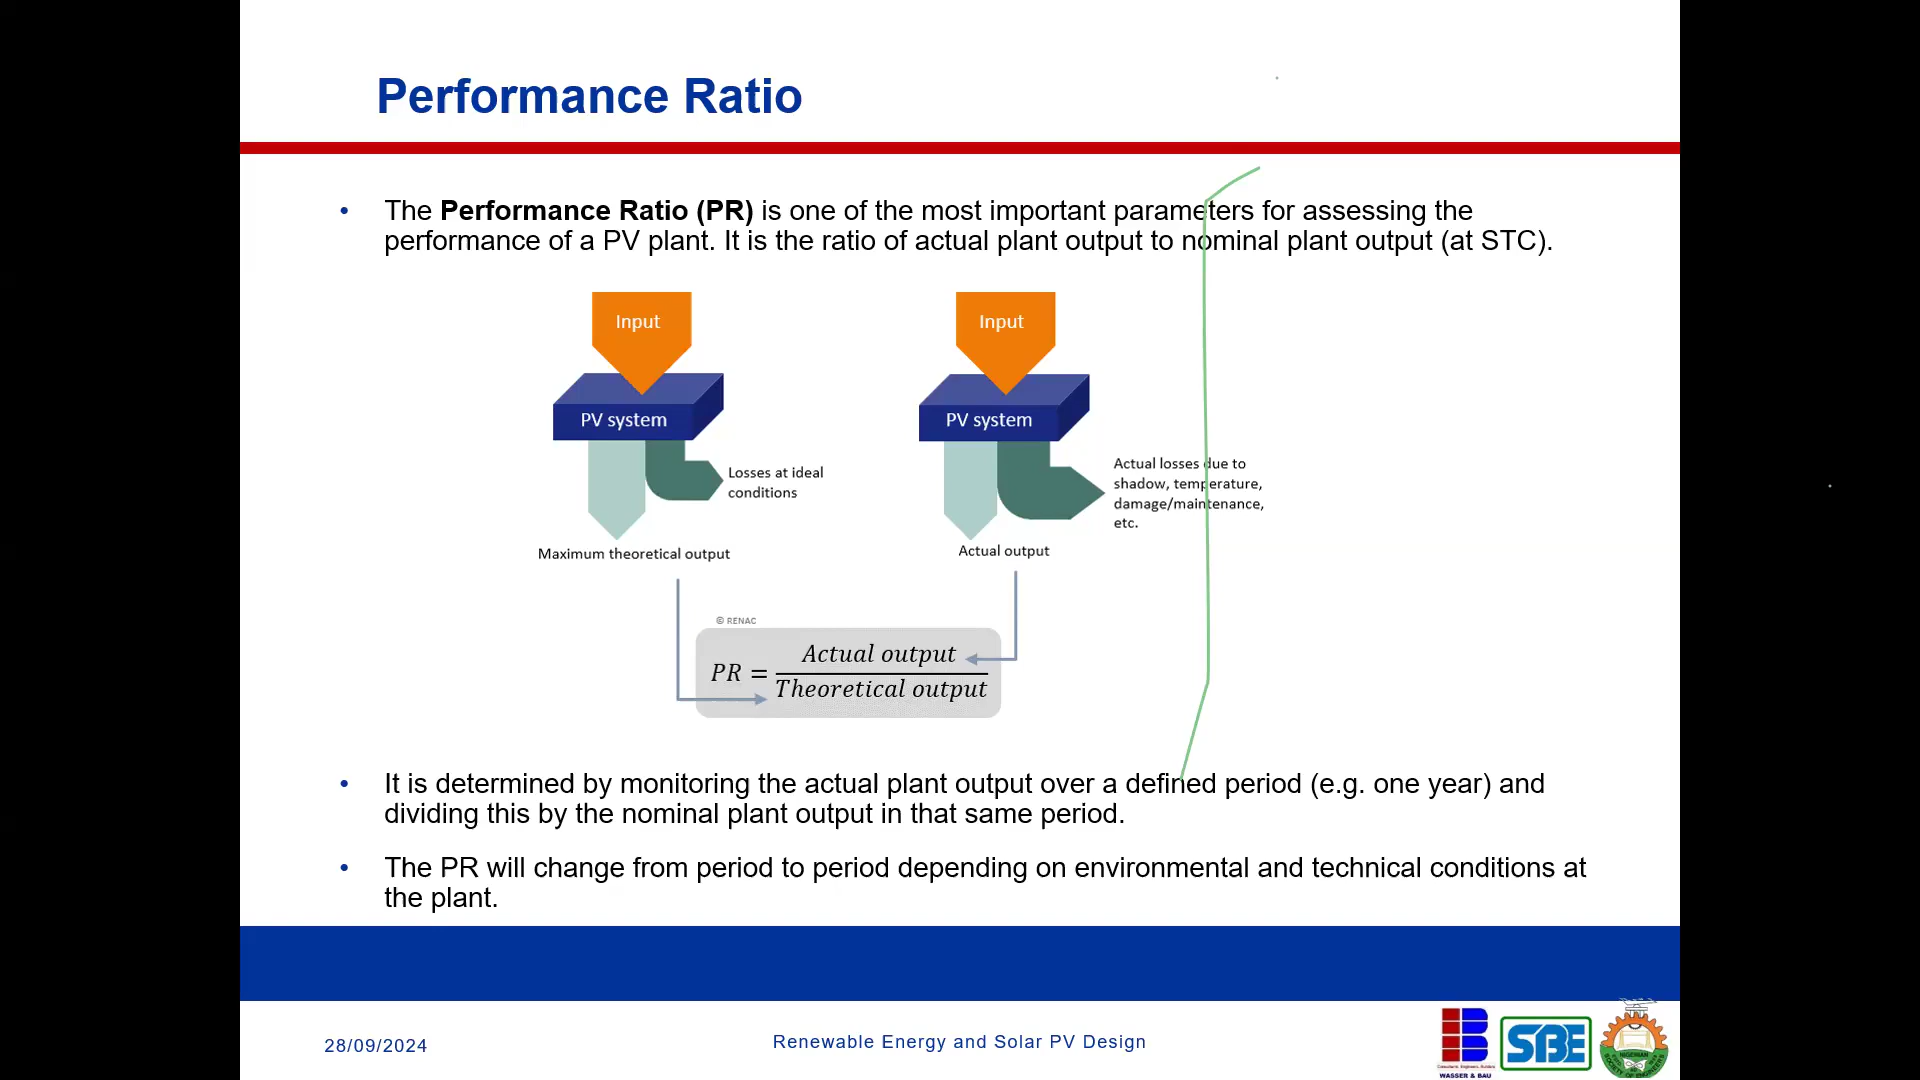 Performance Ratio
• The Performance Ratio (PR) is one of the most important parameters for assessing the
performance of a PV plant. It is the ratio of actual plant output to nominal plant output (at STC).
Input
Input
PV system
PV system
Losses at ideal
conditions
Actual losses due to
shadow, temperature,
damage/maintenance,
etc.
Maximum theoretical output
Actual output
© RENAC
PR = Actual output
Theoretical output
• It is determined by monitoring the actual plant output over a defined period (e.g. one year) and
dividing this by the nominal plant output in that same period.
• The PR will change from period to period depending on environmental and technical conditions at
the plant.
28/09/2024
Renewable Energy and Solar PV Design
SBE
WASSER & BAU
NIGERIAN